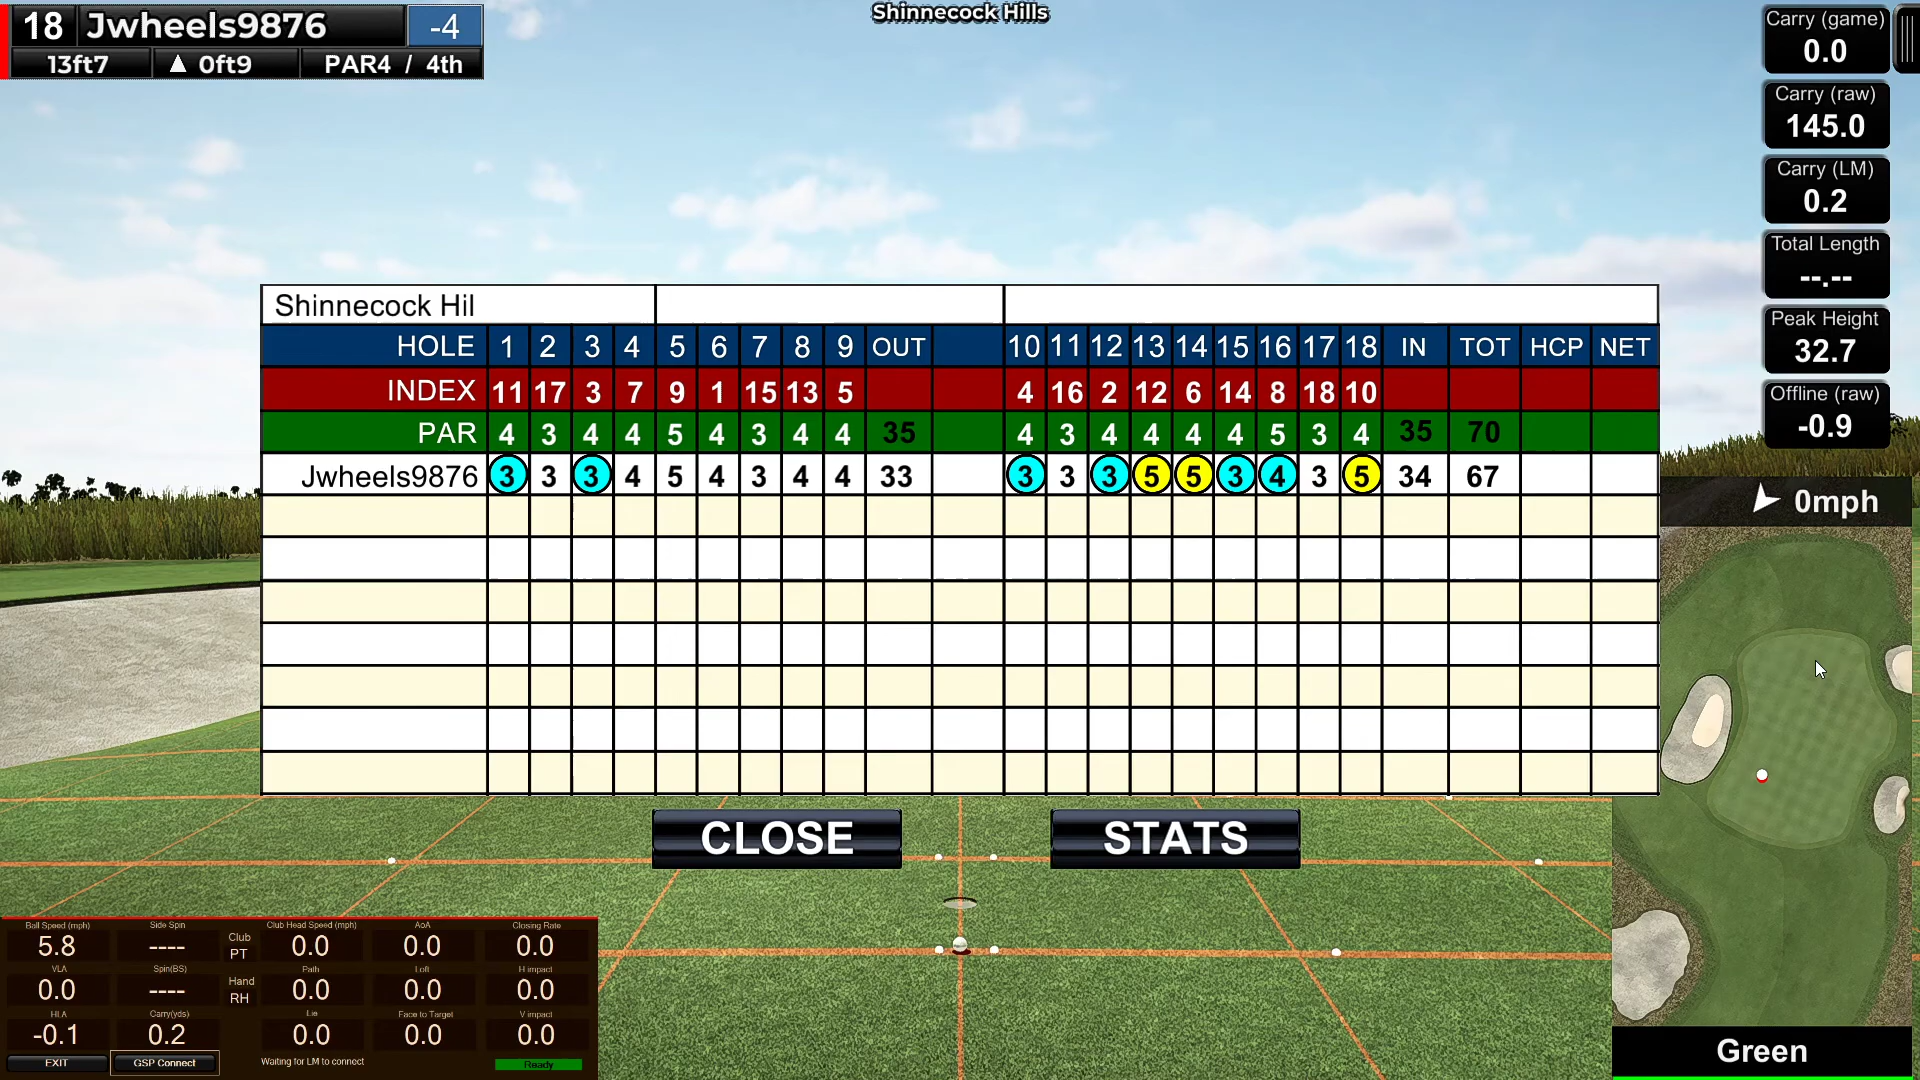 18 Jwheels9876 -4
13ft7 ▲ 0ft9 PAR4 / 4th
Shinnecock Hills
Carry (game)
0.0
Carry (raw)
145.0
Carry (LM)
0.2
Total Length
--.--
Peak Height
32.7
Offline (raw)
-0.9
0mph
Shinnecock Hil
HOLE 1 2 3 4 5 6 7 8 9 OUT 10 11 12 13 14 15 16 17 18 IN TOT HCP NET
INDEX 11 17 3 7 9 1 15 13 5 4 16 2 12 6 14 8 18 10
PAR 4 3 4 4 5 4 3 4 4 35 4 3 4 4 4 4 5 3 4 35 70
Jwheels9876 3 3 3 4 5 4 3 4 4 33 3 3 3 5 5 3 4 3 5 34 67
CLOSE STATS
Ball Speed (mph) Side Spin Club Head Speed (mph) AoA Closing Rate
5.8 ---- Club PT 0.0 0.0 0.0
VLA Spin(BS) Path Loft H impact
0.0 ---- Hand RH 0.0 0.0 0.0
HLA Carry(yds) Lie Face to Target V impact
-0.1 0.2 0.0 0.0 0.0
EXIT GSP Connect Waiting for LM to connect Ready
Green